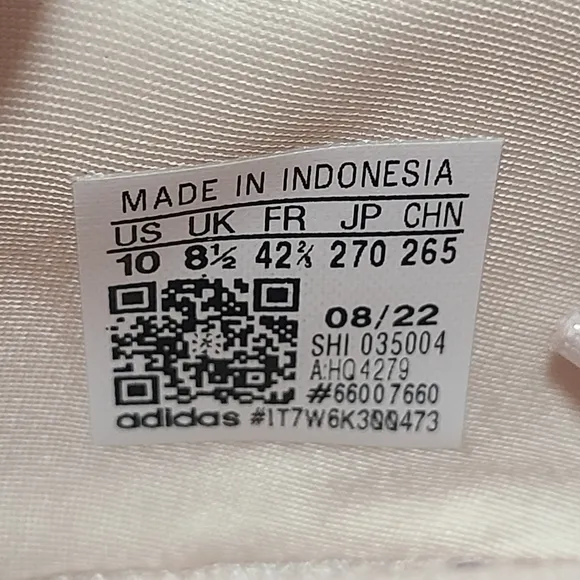 MADE IN INDONESIA
US UK FR JP CHN
10 8½ 42⅔ 270 265
08/22
SHI 035004
A:HQ4279
#66007660
adidas #1T7W6K300473